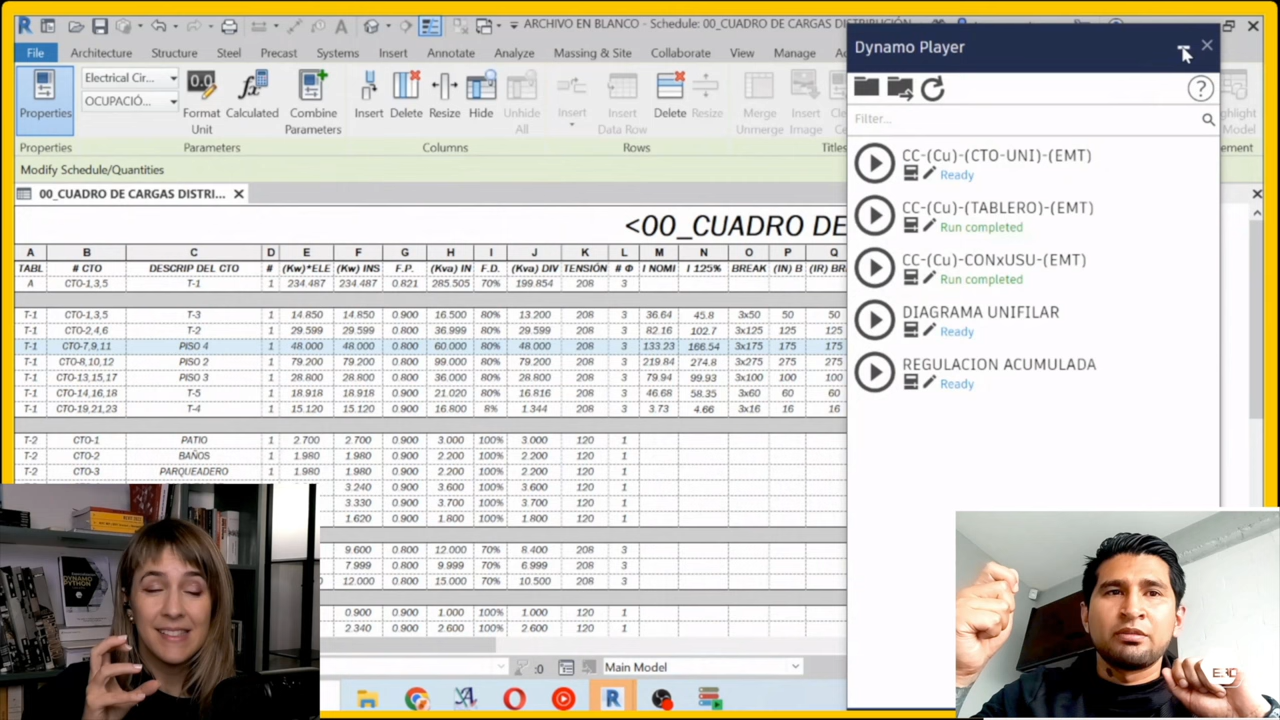 ARCHIVO EN BLANCO - Schedule: 00_CUADRO DE CARGAS DISTRIBUCIÓN
File Architecture Structure Steel Precast Systems Insert Annotate Analyze Massing & Site Collaborate View Manage
Properties
Electrical Cir...
OCUPACIÓ...
Format Unit
Calculated
Combine Parameters
Insert
Delete
Resize
Hide
Unhide All
Insert
Insert Data Row
Delete
Resize
Merge Unmerge
Insert Image
Clear
Properties Parameters Columns Rows Titles
Modify Schedule/Quantities
00_CUADRO DE CARGAS DISTRI...
<00_CUADRO DE
A B C D E F G H I J K L M N O P Q
TABL # CTO DESCRIP DEL CTO # (Kw)*ELE (Kw) INS F.P. (Kva) IN F.D. (Kva) DIV TENSIÓN # Φ I NOMI I 125% BREAK (IN) B (IR) BR
A CTO-1,3,5 T-1 1 234.487 234.487 0.821 285.505 70% 199.854 208 3
T-1 CTO-1,3,5 T-3 1 14.850 14.850 0.900 16.500 80% 13.200 208 3 36.64 45.8 3x50 50 50
T-1 CTO-2,4,6 T-2 1 29.599 29.599 0.800 36.999 80% 29.599 208 3 82.16 102.7 3x125 125 125
T-1 CTO-7,9,11 PISO 4 1 48.000 48.000 0.800 60.000 80% 48.000 208 3 133.23 166.54 3x175 175 175
T-1 CTO-8,10,12 PISO 2 1 79.200 79.200 0.800 99.000 80% 79.200 208 3 219.84 274.8 3x275 275 275
T-1 CTO-13,15,17 PISO 3 1 28.800 28.800 0.800 36.000 80% 28.800 208 3 79.94 99.93 3x100 100 100
T-1 CTO-14,16,18 T-5 1 18.918 18.918 0.900 21.020 80% 16.816 208 3 46.68 58.35 3x60 60 60
T-1 CTO-19,21,23 T-4 1 15.120 15.120 0.900 16.800 8% 1.344 208 3 3.73 4.66 3x16 16 16
T-2 CTO-1 PATIO 1 2.700 2.700 0.900 3.000 100% 3.000 120 1
T-2 CTO-2 BAÑOS 1 1.980 1.980 0.900 2.200 100% 2.200 120 1
T-2 CTO-3 PARQUEADERO 1 1.980 1.980 0.900 2.200 100% 2.200 120 1
3.240 0.900 3.600 100% 3.600 120 1
3.330 0.900 3.700 100% 3.700 120 1
1.620 0.900 1.800 100% 1.800 120 1
9.600 0.800 12.000 70% 8.400 208 3
7.999 0.800 9.999 70% 6.999 208 3
12.000 0.800 15.000 70% 10.500 208 3
0.900 0.900 1.000 100% 1.000 120 1
2.340 0.900 2.600 100% 2.600 120 1
:0
Main Model
Dynamo Player
Filter...
CC-(Cu)-(CTO-UNI)-(EMT)
Ready
CC-(Cu)-(TABLERO)-(EMT)
Run completed
CC-(Cu)-CONxUSU-(EMT)
Run completed
DIAGRAMA UNIFILAR
Ready
REGULACION ACUMULADA
Ready
DYNAMO
PYTHON